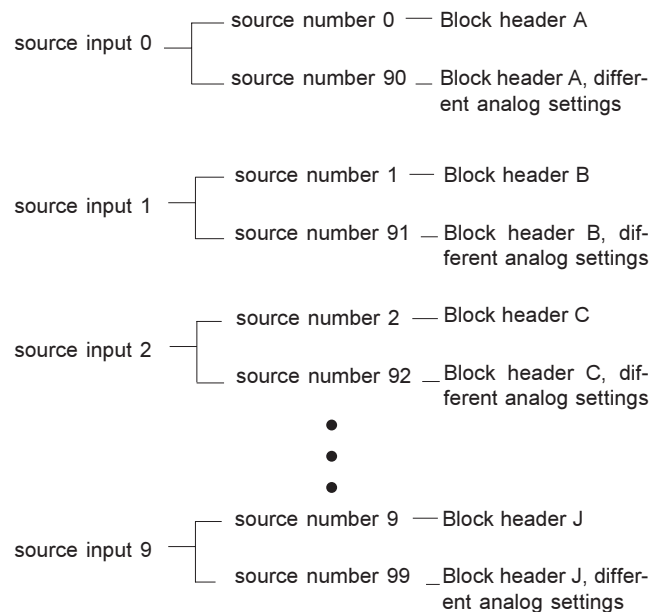 source number 0 Block header A
source input 0
source number 90 Block header A, differ-
ent analog settings
source number 1 Block header B
source input 1
source number 91 Block header B, dif-
ferent analog settings
source number 2 Block header C
source input 2
source number 92 Block header C, dif-
ferent analog settings
source number 9 Block header J
source input 9
source number 99 Block header J, differ-
ent analog settings